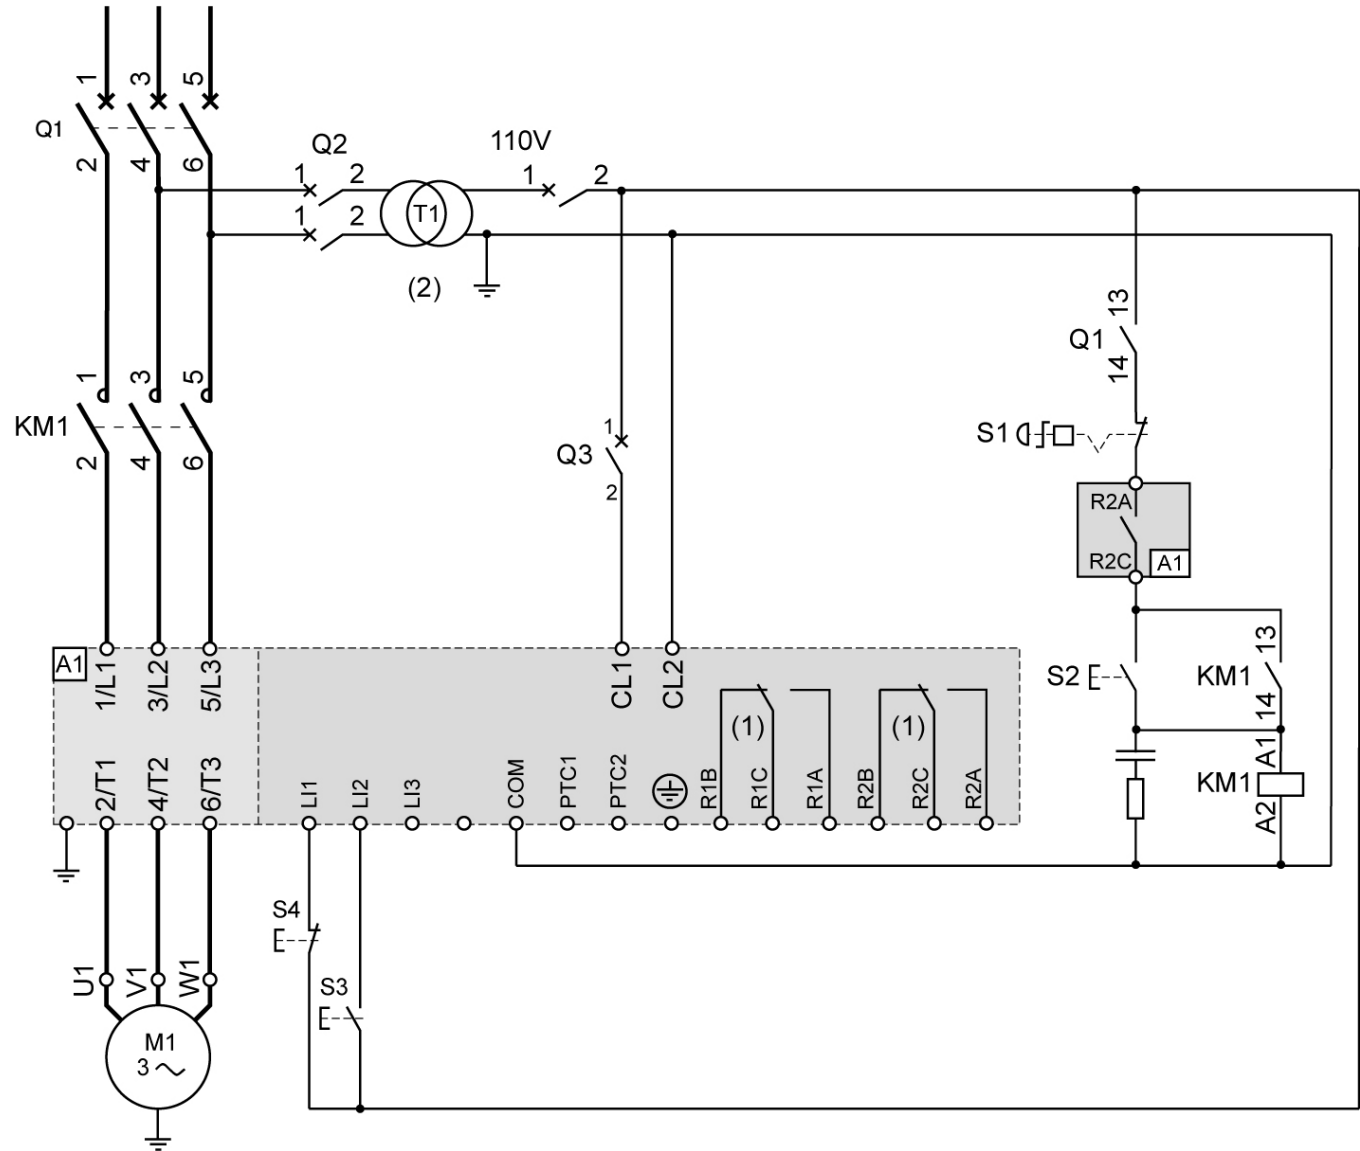 1 3 5
Q1
2 4 6
Q2
110V
1 2
1 2
1 2
T1
(2)
13
Q1
14
1 3 5
KM1
2 4 6
1
Q3
2
S1
R2A
R2C
A1
13
S2
KM1
14
A1
KM1
A2
A1
1/L1 3/L2 5/L3
CL1 CL2
(1) (1)
2/T1 4/T2 6/T3
LI1 LI2 LI3 COM PTC1 PTC2 R1B R1C R1A R2B R2C R2A
S4
S3
U1 V1 W1
M1
3